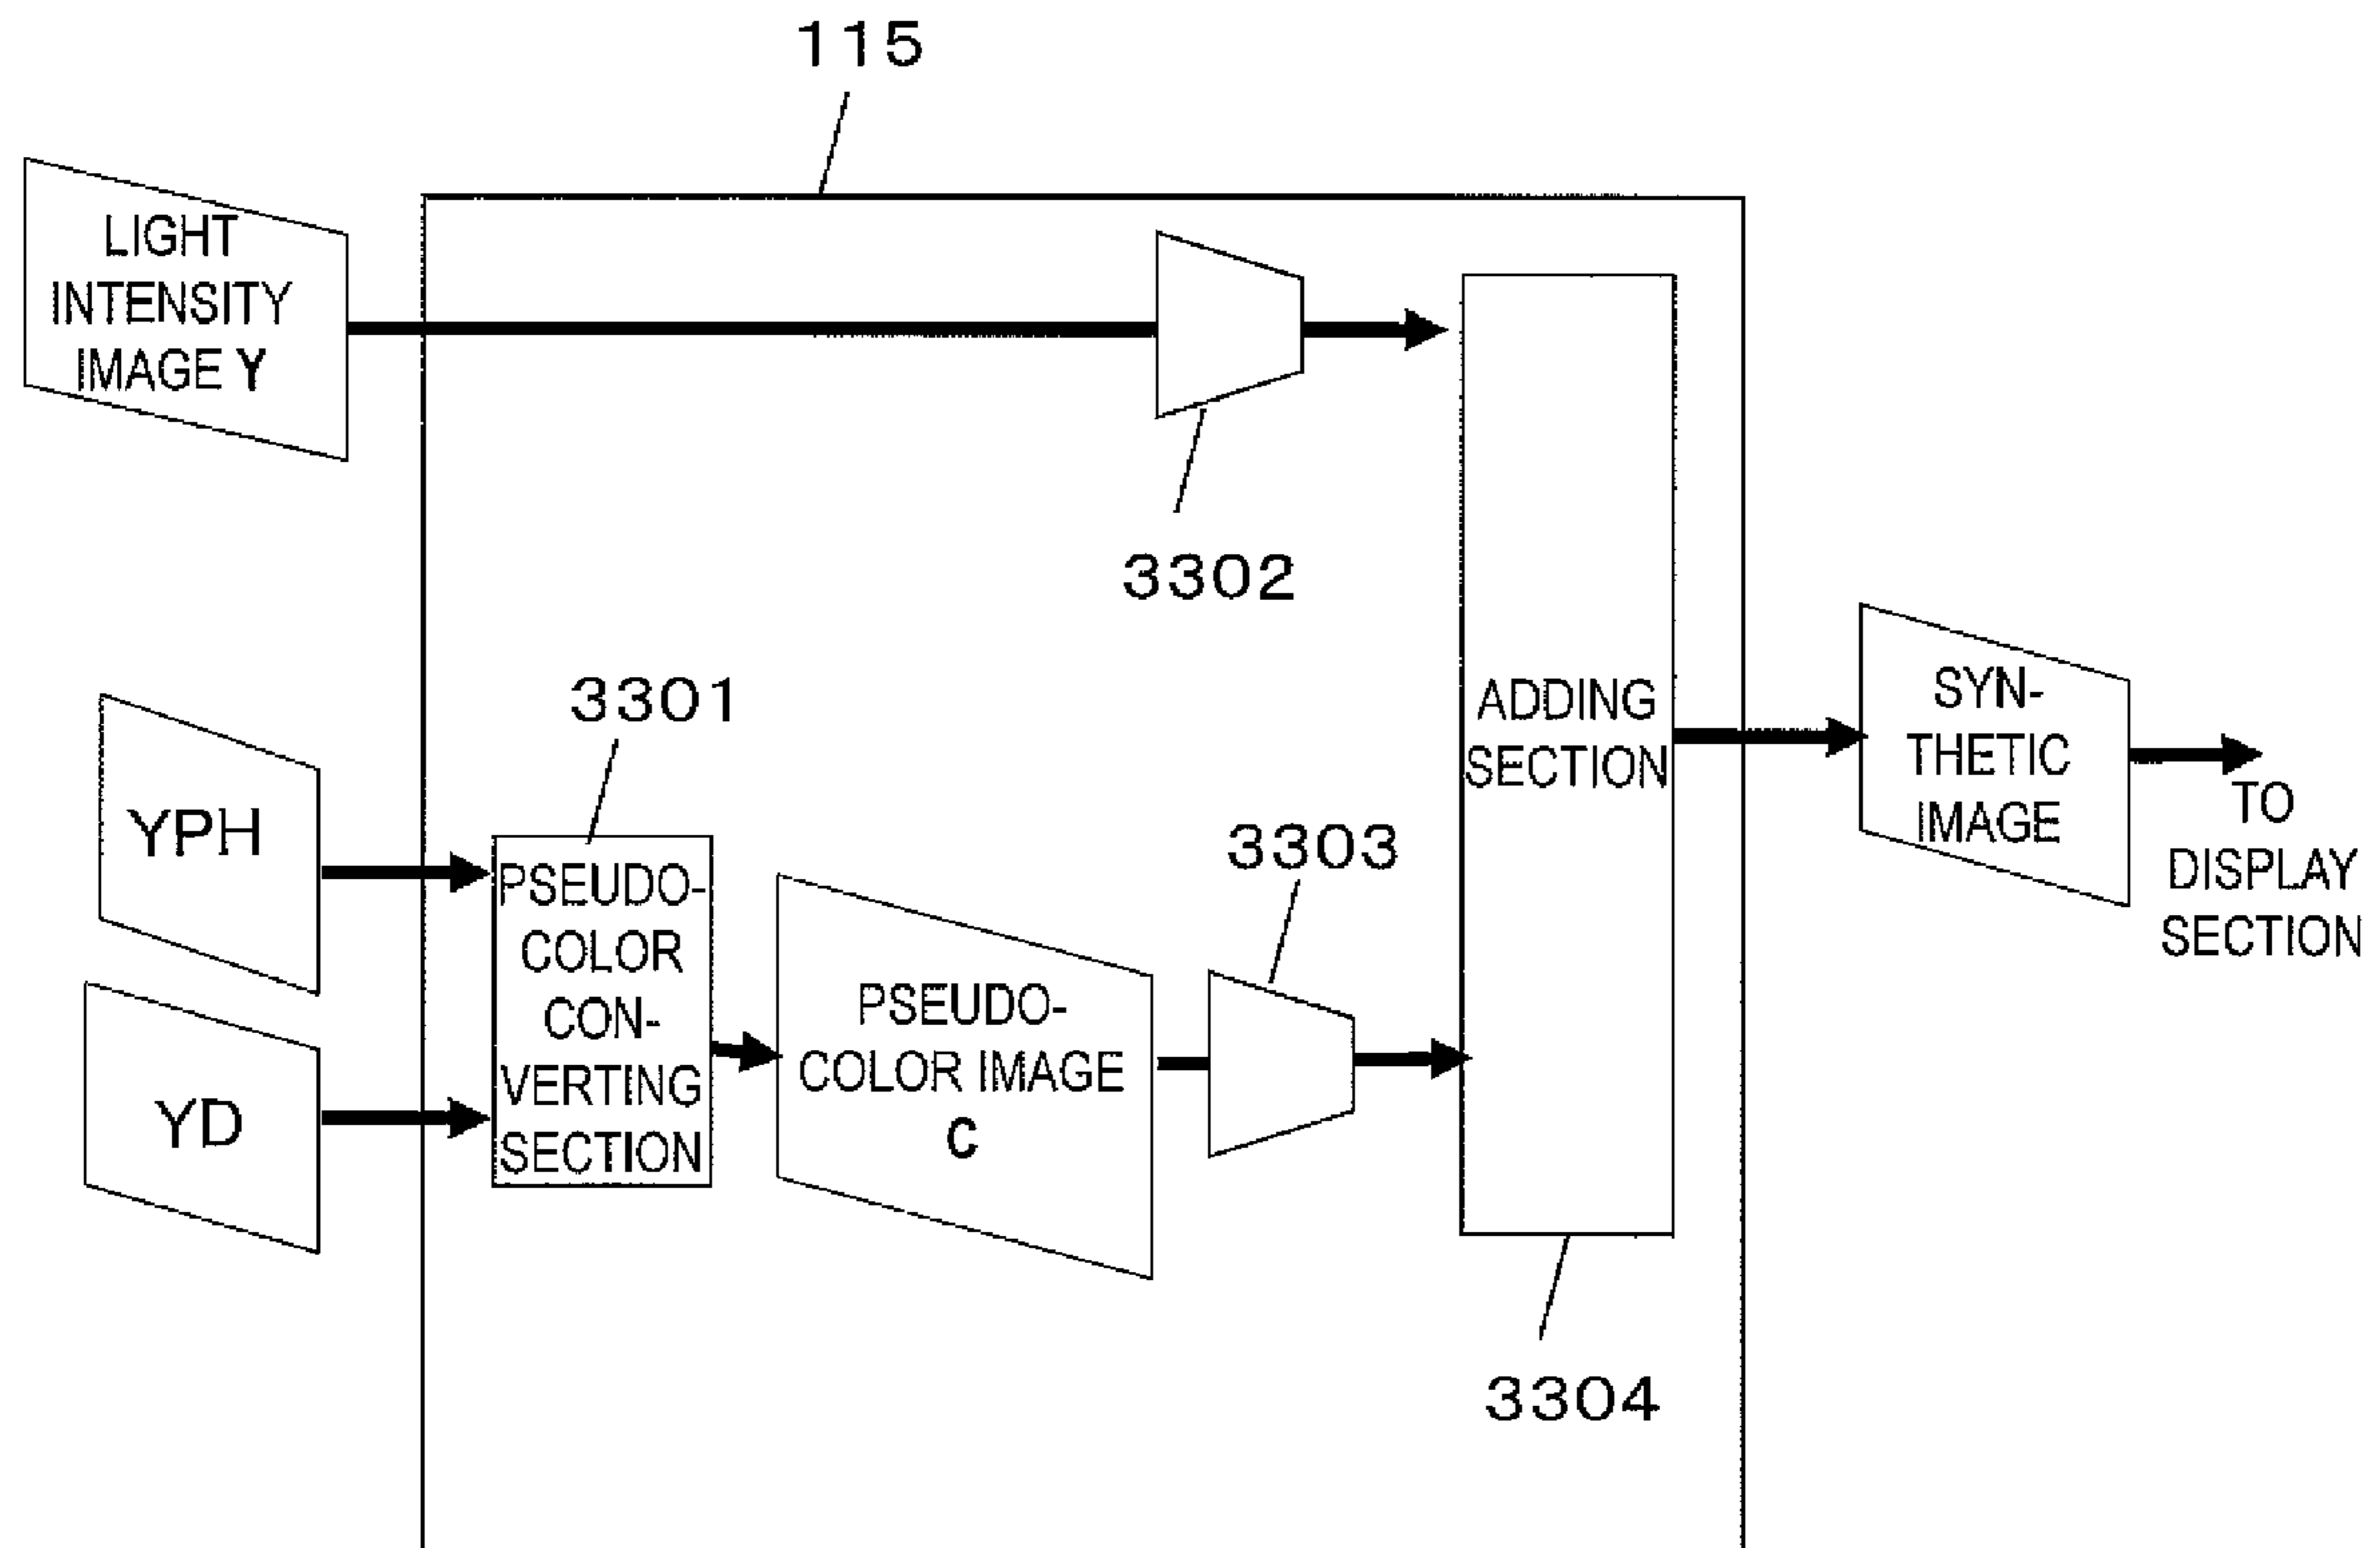 115
LIGHT
INTENSITY
IMAGE Y
3302
3301
YPH
YD
PSEUDO-
COLOR
CON-
VERTING
SECTION
PSEUDO-
COLOR IMAGE
C
3303
ADDING
SECTION
3304
SYN-
THETIC
IMAGE
TO
DISPLAY
SECTION